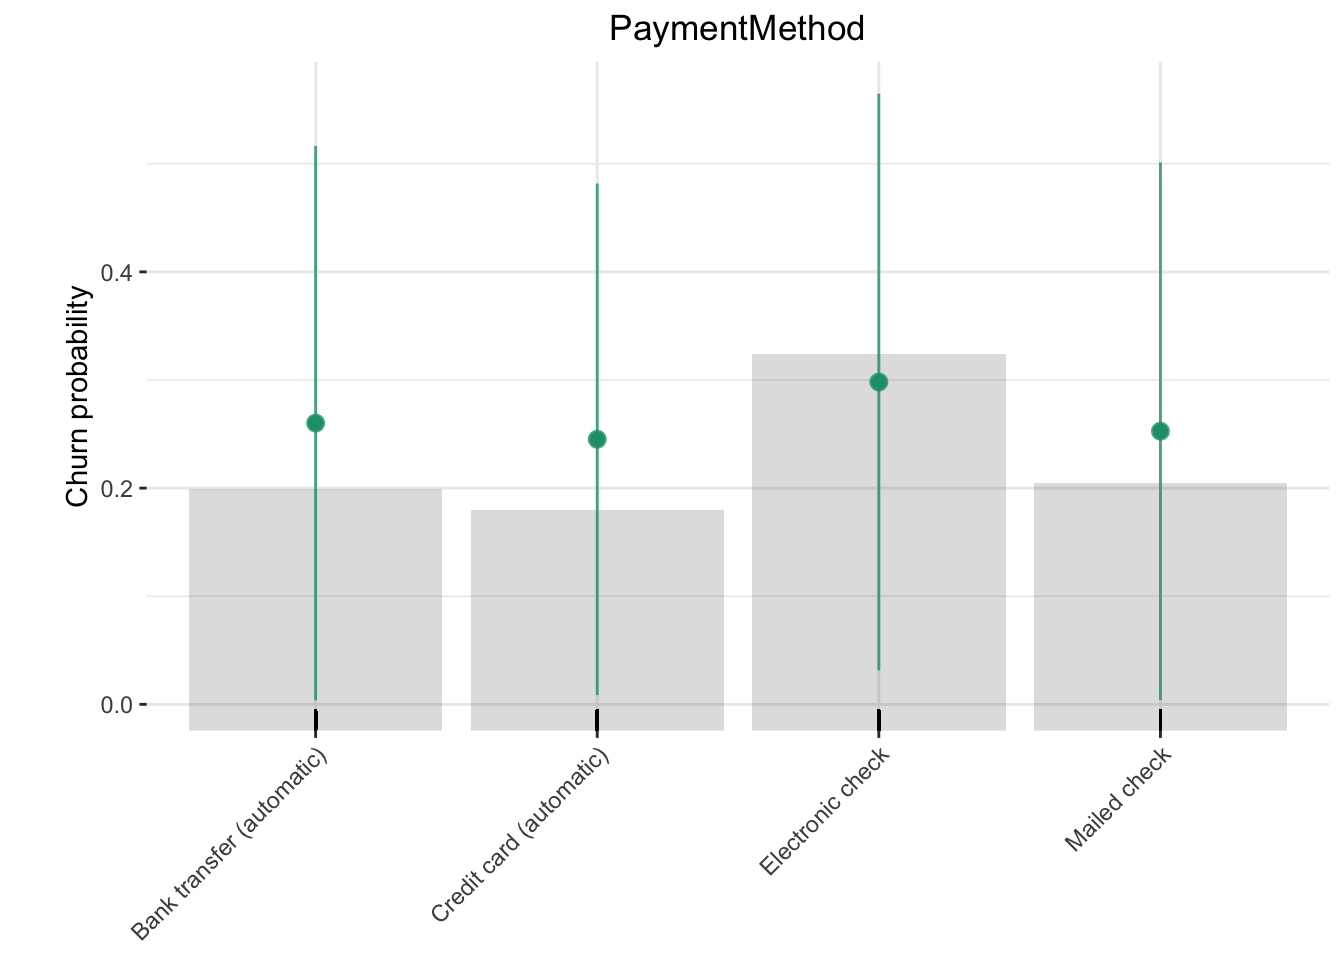 PaymentMethod
Churn probability
0.4
0.2
0.0
Bank transfer (automatic)
Credit card (automatic)
Electronic check
Mailed check